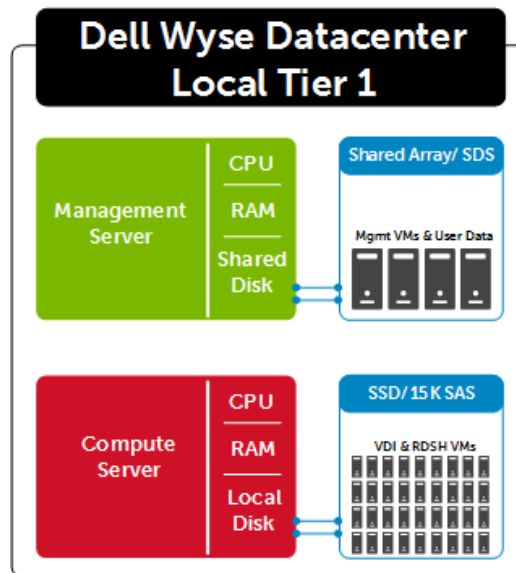 Dell Wyse Datacenter
Local Tier 1
Management
Server
CPU
RAM
Shared
Disk
Shared Array/ SDS
Mgmt VMs & User Data
Compute
Server
CPU
RAM
Local
Disk
SSD/ 15K SAS
VDI & RDSH VMs